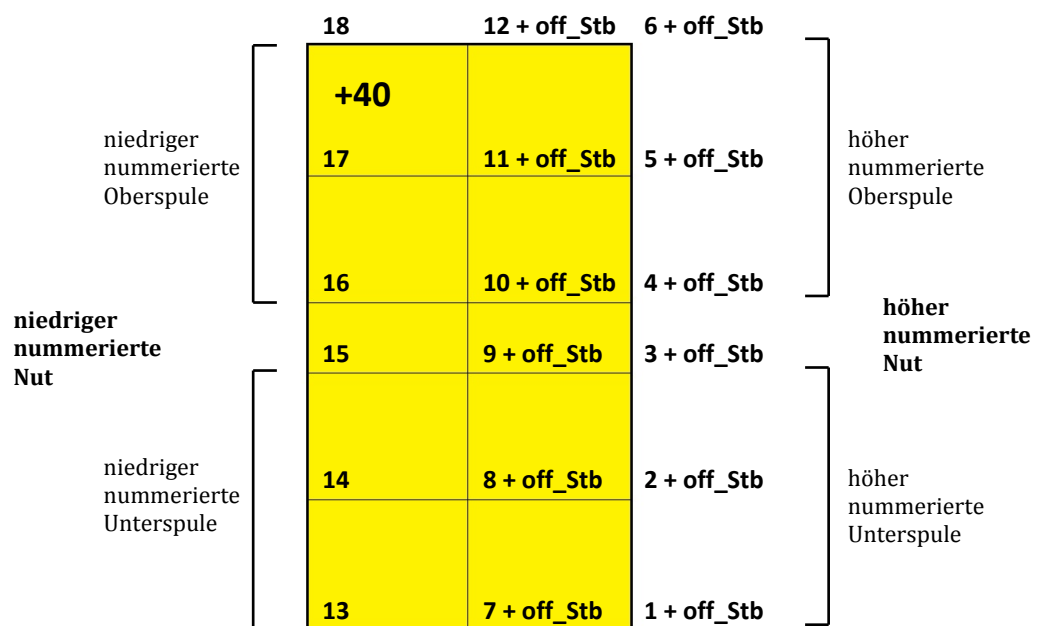 18 12 + off_Stb 6 + off_Stb
+40
niedriger
nummerierte
Oberspule
17 11 + off_Stb 5 + off_Stb
höher
nummerierte
Oberspule
16 10 + off_Stb 4 + off_Stb
niedriger
nummerierte
Nut
15 9 + off_Stb 3 + off_Stb
höher
nummerierte
Nut
niedriger
nummerierte
Unterspule
14 8 + off_Stb 2 + off_Stb
höher
nummerierte
Unterspule
13 7 + off_Stb 1 + off_Stb